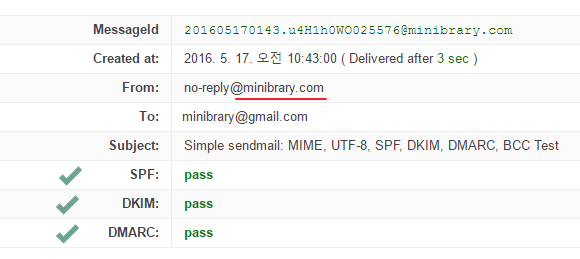 MessageId 201605170143.u4H1h0WO025576@minibrary.com
Created at: 2016. 5. 17. 오전 10:43:00 ( Delivered after 3 sec )
From: no-reply@minibrary.com
To: minibrary@gmail.com
Subject: Simple sendmail: MIME, UTF-8, SPF, DKIM, DMARC, BCC Test
SPF: pass
DKIM: pass
DMARC: pass